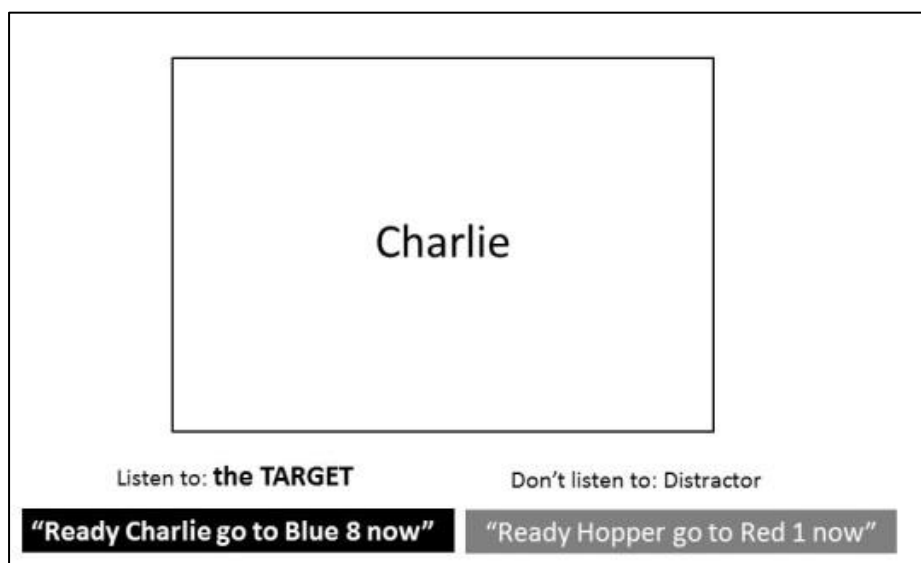 Charlie
Listen to: the TARGET
Don't listen to: Distractor
“Ready Charlie go to Blue 8 now”
“Ready Hopper go to Red 1 now”